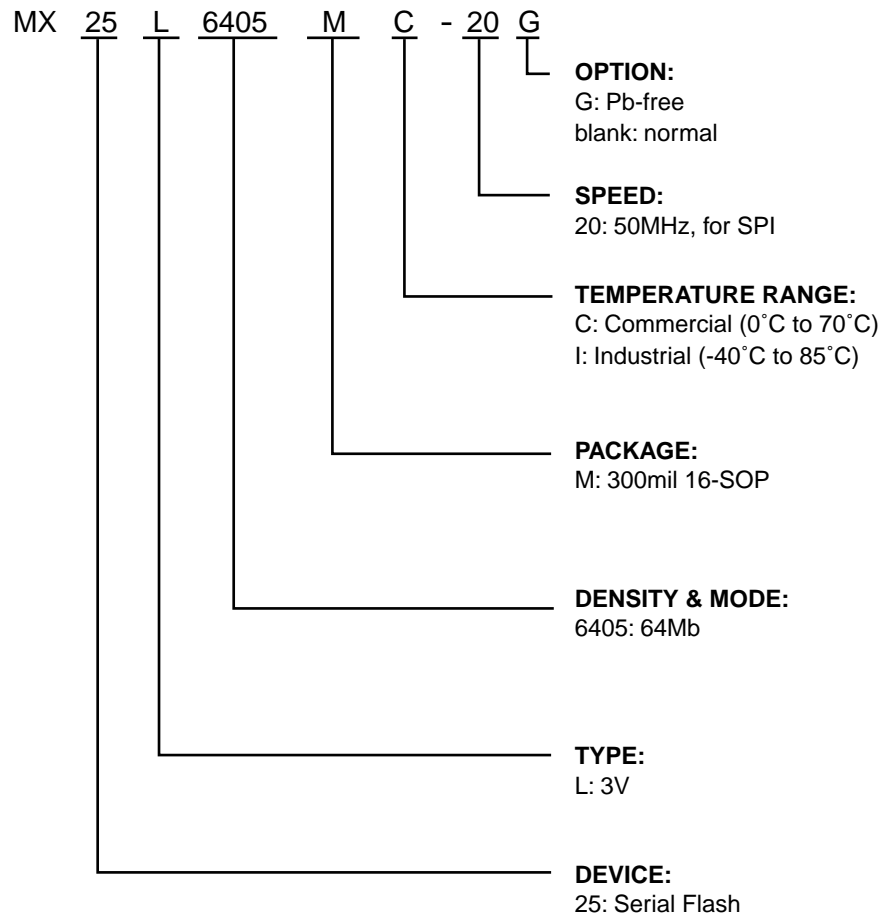 MX 25 L 6405 M C - 20 G
OPTION:
G: Pb-free
blank: normal
SPEED:
20: 50MHz, for SPI
TEMPERATURE RANGE:
C: Commercial (0˚C to 70˚C)
I: Industrial (-40˚C to 85˚C)
PACKAGE:
M: 300mil 16-SOP
DENSITY & MODE:
6405: 64Mb
TYPE:
L: 3V
DEVICE:
25: Serial Flash